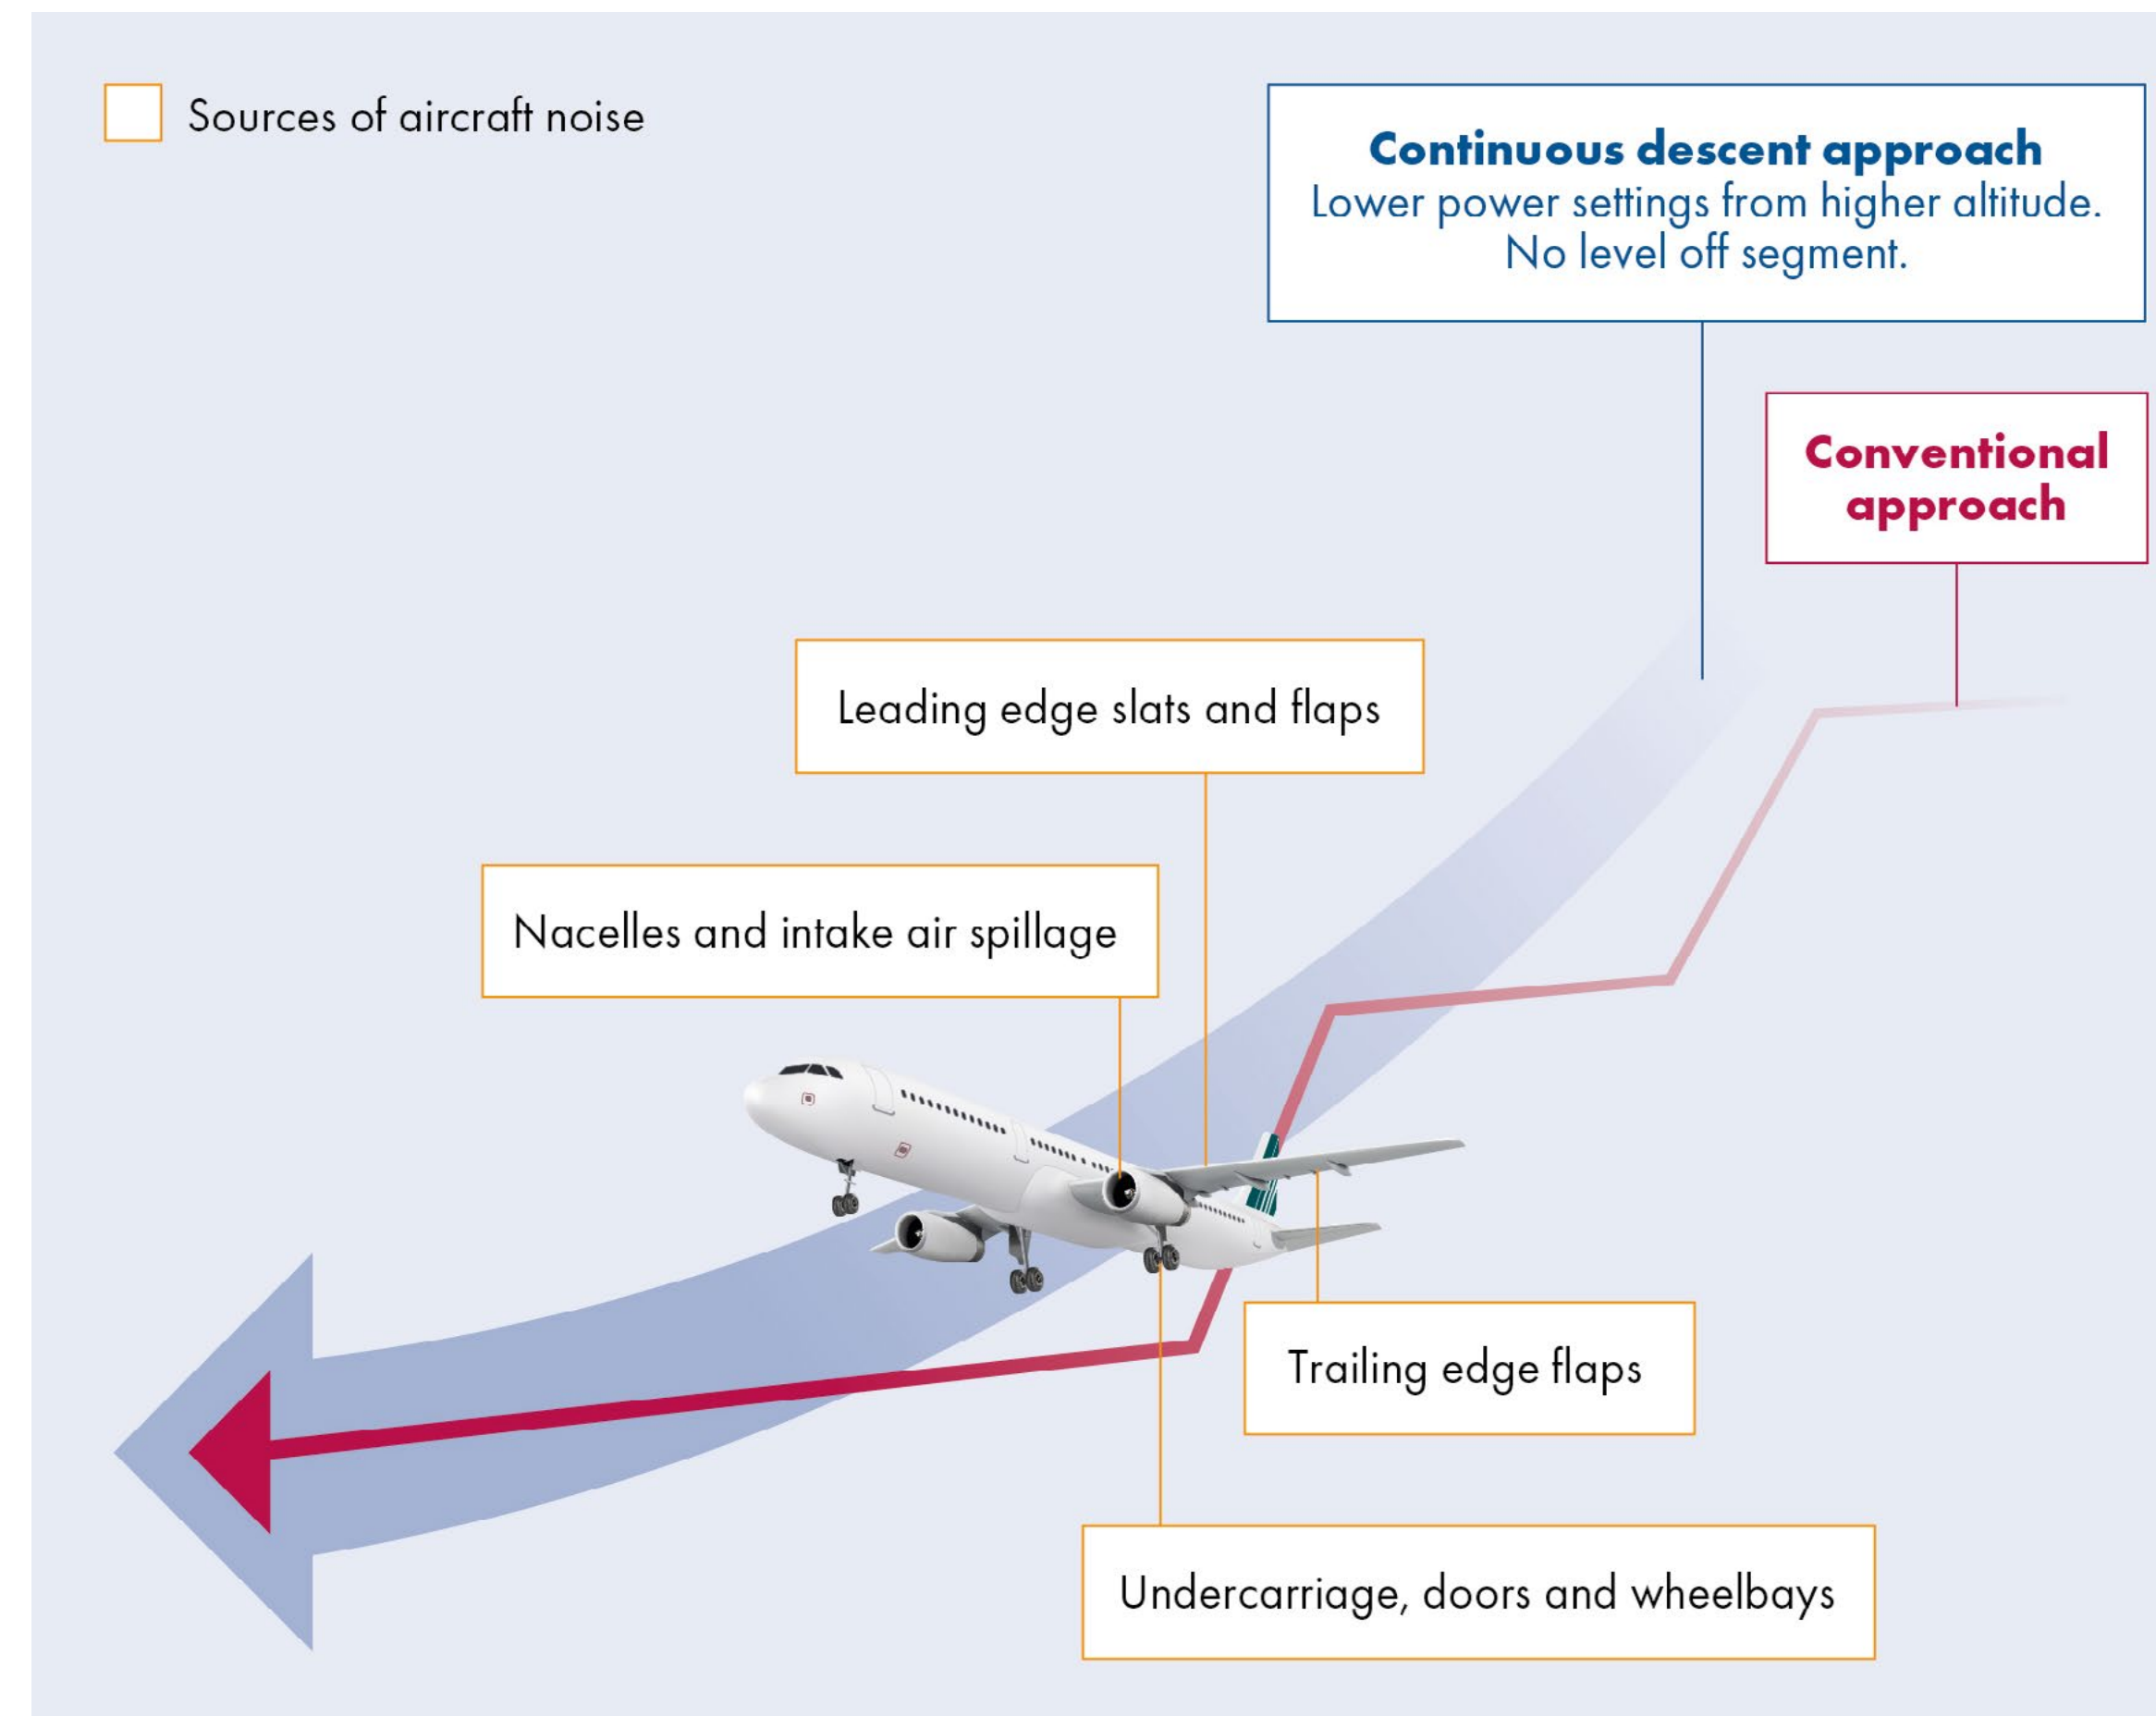 Sources of aircraft noise
Continuous descent approach
Lower power settings from higher altitude.
No level off segment.
Conventional
approach
Leading edge slats and flaps
Nacelles and intake air spillage
Trailing edge flaps
Undercarriage, doors and wheelbays